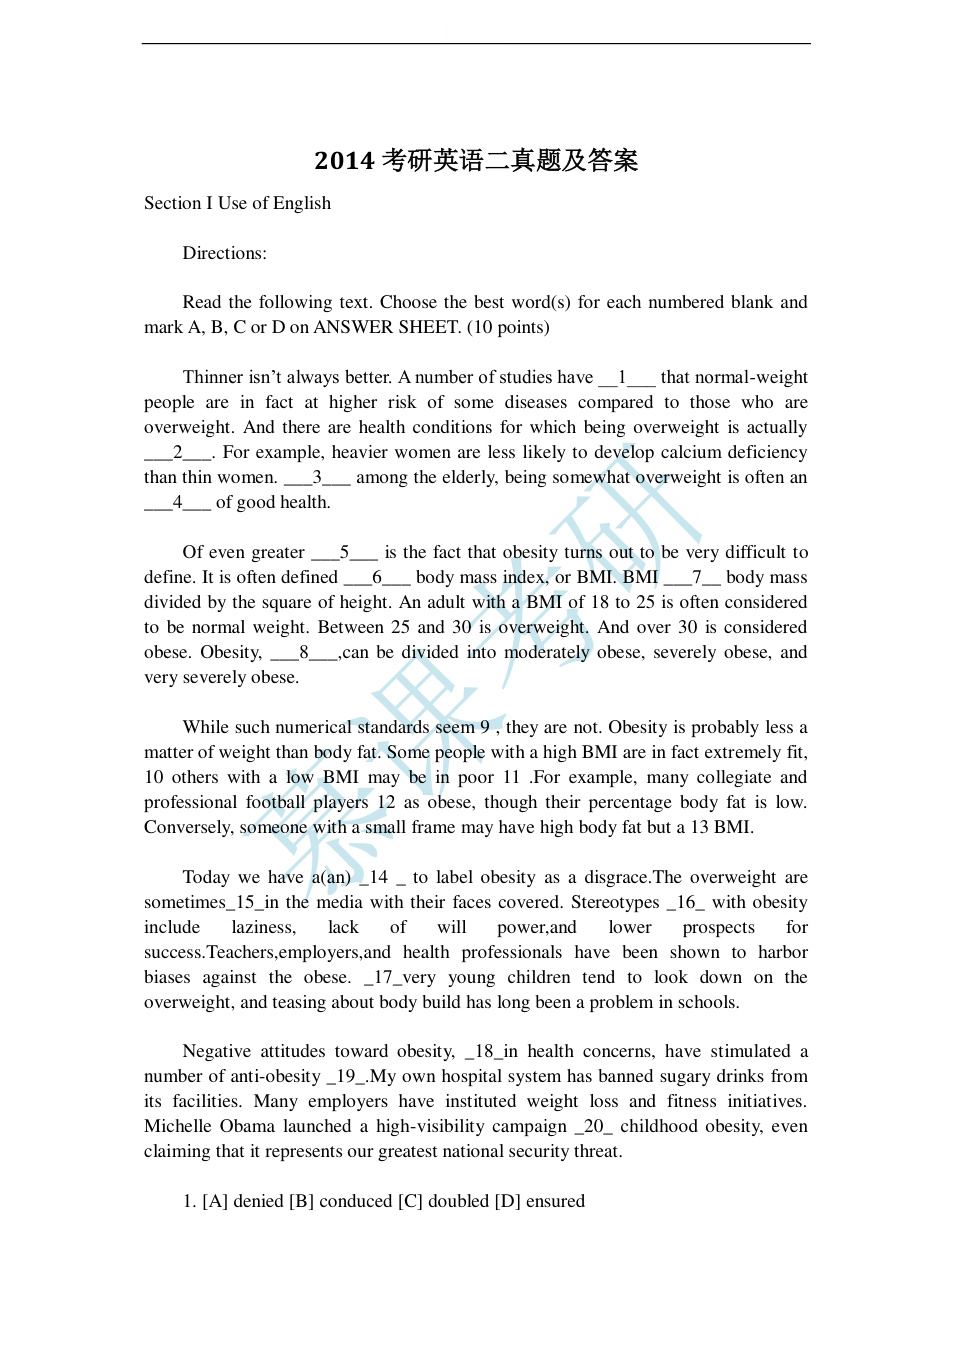 2014 考研英语二真题及答案
Section I Use of English
Directions:
Read the following text. Choose the best word(s) for each numbered blank and
mark A, B, C or D on ANSWER SHEET. (10 points)
Thinner isn’t always better. A number of studies have __1___ that normal-weight
people are in fact at higher risk of some diseases compared to those who are
overweight. And there are health conditions for which being overweight is actually
___2___. For example, heavier women are less likely to develop calcium deficiency
than thin women. ___3___ among the elderly, being somewhat overweight is often an
___4___ of good health.
Of even greater ___5___ is the fact that obesity turns out to be very difficult to
define. It is often defined ___6___ body mass index, or BMI. BMI ___7__ body mass
divided by the square of height. An adult with a BMI of 18 to 25 is often considered
to be normal weight. Between 25 and 30 is overweight. And over 30 is considered
obese. Obesity, ___8___,can be divided into moderately obese, severely obese, and
very severely obese.
While such numerical standards seem 9 , they are not. Obesity is probably less a
matter of weight than body fat. Some people with a high BMI are in fact extremely fit,
10 others with a low BMI may be in poor 11 .For example, many collegiate and
professional football players 12 as obese, though their percentage body fat is low.
Conversely, someone with a small frame may have high body fat but a 13 BMI.
Today we have a(an) _14 _ to label obesity as a disgrace.The overweight are
sometimes_15_in the media with their faces covered. Stereotypes _16_ with obesity
include laziness, lack of will power,and lower prospects for
success.Teachers,employers,and health professionals have been shown to harbor
biases against the obese. _17_very young children tend to look down on the
overweight, and teasing about body build has long been a problem in schools.
Negative attitudes toward obesity, _18_in health concerns, have stimulated a
number of anti-obesity _19_.My own hospital system has banned sugary drinks from
its facilities. Many employers have instituted weight loss and fitness initiatives.
Michelle Obama launched a high-visibility campaign _20_ childhood obesity, even
claiming that it represents our greatest national security threat.
1. [A] denied [B] conduced [C] doubled [D] ensured
慕课考研